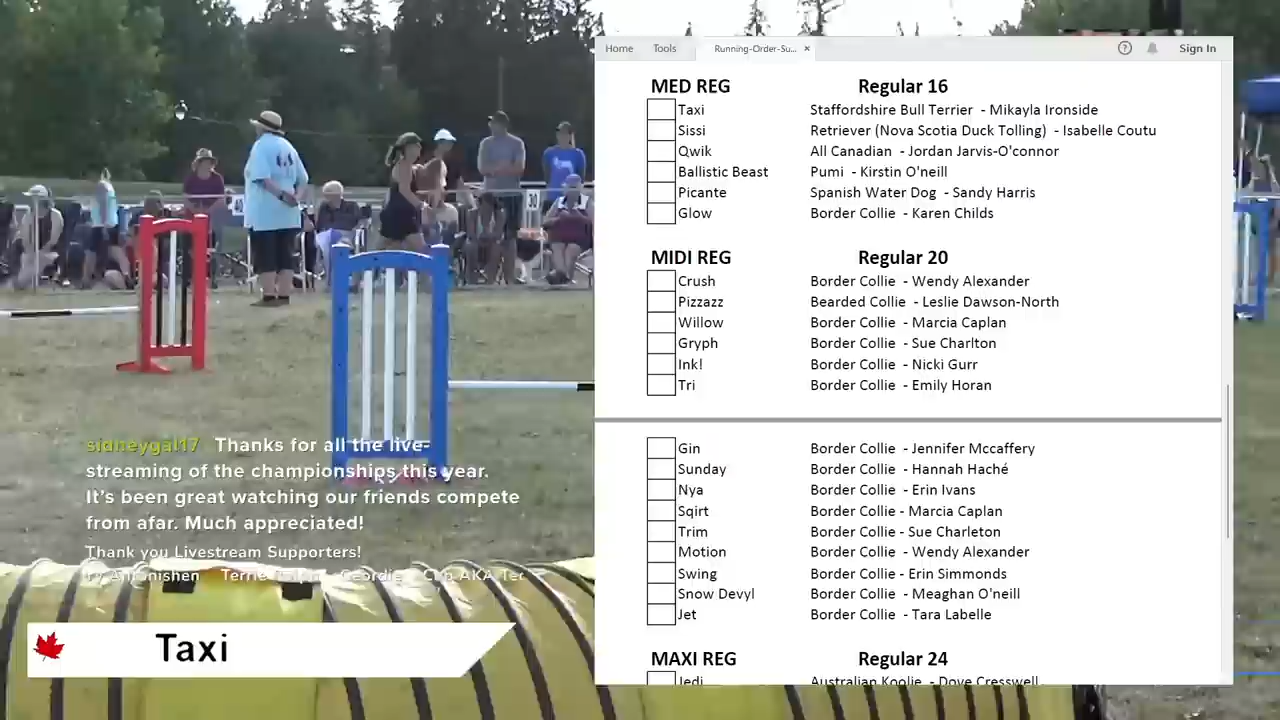 Home Tools Running-Order-Su... × ? Sign In
MED REG Regular 16
Taxi Staffordshire Bull Terrier - Mikayla Ironside
Sissi Retriever (Nova Scotia Duck Tolling) - Isabelle Coutu
Qwik All Canadian - Jordan Jarvis-O'connor
Ballistic Beast Pumi - Kirstin O'neill
Picante Spanish Water Dog - Sandy Harris
Glow Border Collie - Karen Childs
MIDI REG Regular 20
Crush Border Collie - Wendy Alexander
Pizzazz Bearded Collie - Leslie Dawson-North
Willow Border Collie - Marcia Caplan
Gryph Border Collie - Sue Charlton
Ink! Border Collie - Nicki Gurr
Tri Border Collie - Emily Horan
Gin Border Collie - Jennifer Mccaffery
Sunday Border Collie - Hannah Haché
Nya Border Collie - Erin Ivans
Sqirt Border Collie - Marcia Caplan
Trim Border Collie - Sue Charleton
Motion Border Collie - Wendy Alexander
Swing Border Collie - Erin Simmonds
Snow Devyl Border Collie - Meaghan O'neill
Jet Border Collie - Tara Labelle
MAXI REG Regular 24
Jedi Australian Koolie - Dove Cresswell
30
sidneygal17 Thanks for all the live-
streaming of the championships this year.
It's been great watching our friends compete
from afar. Much appreciated!
Thank you Livestream Supporters!
Taxi